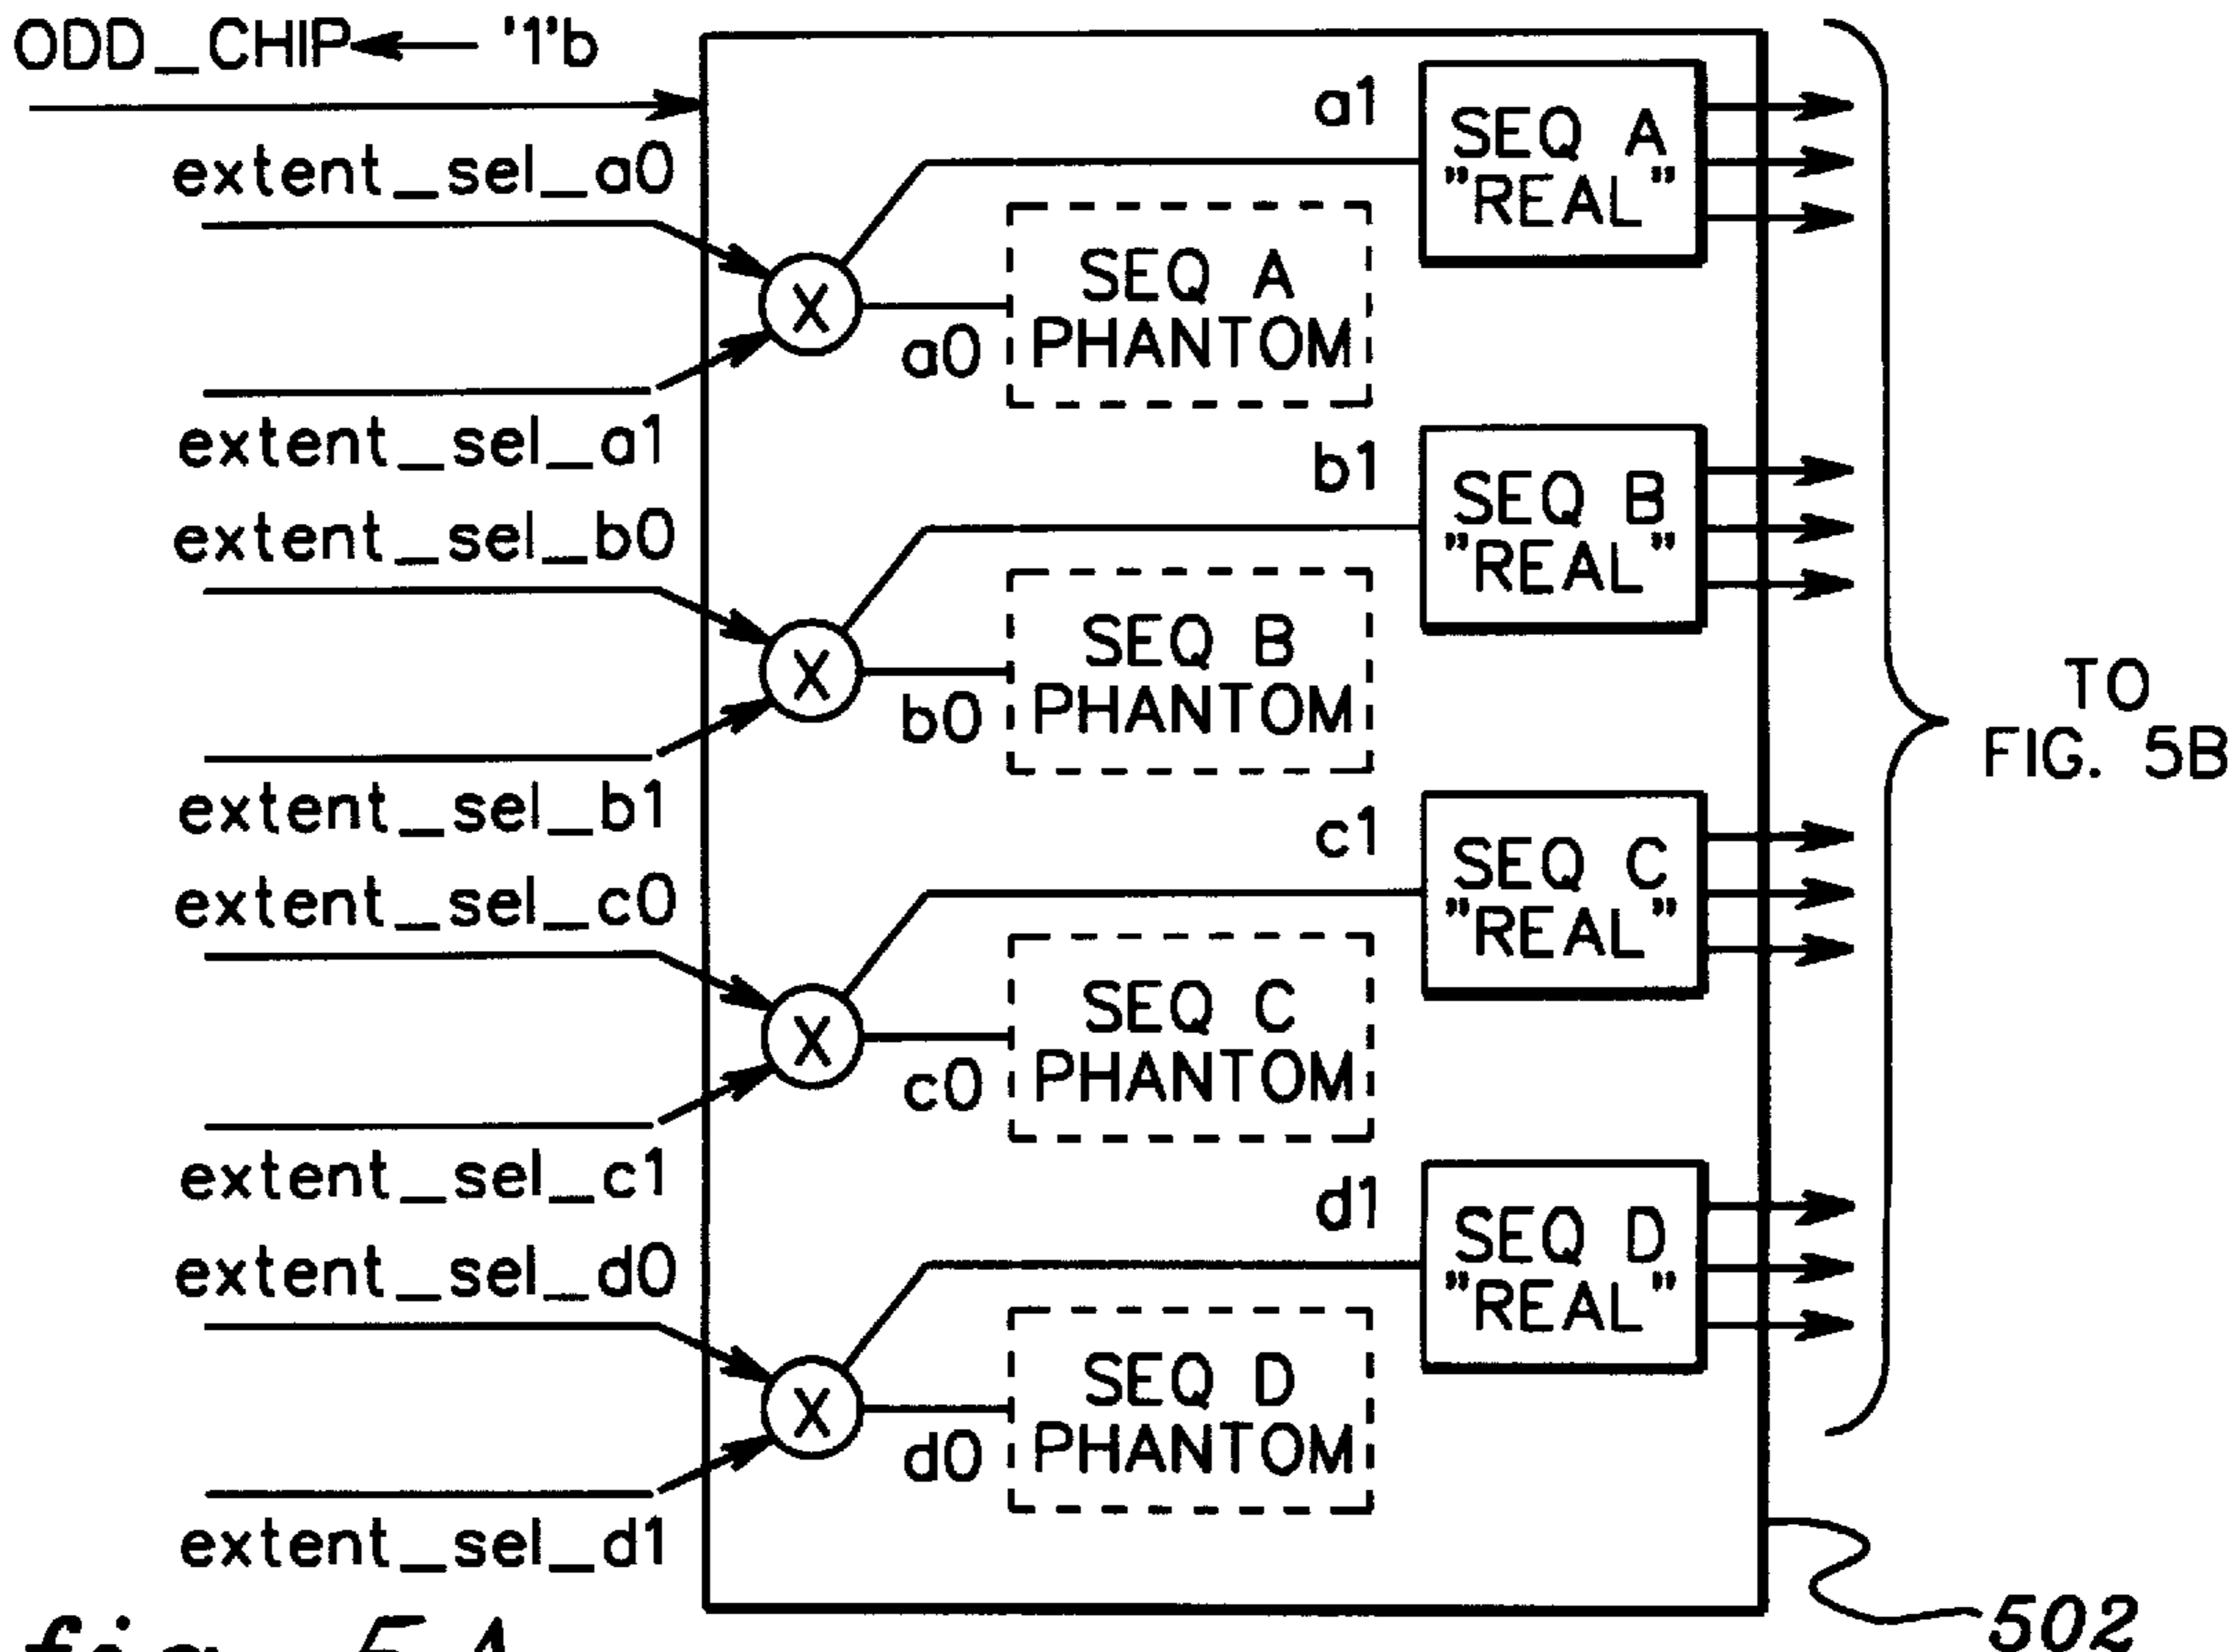 ODD_CHIP ← '1'b
extent_sel_a0
a1
SEQ A
"REAL"
X
a0
SEQ A
PHANTOM
extent_sel_a1
extent_sel_b0
b1
SEQ B
"REAL"
X
b0
SEQ B
PHANTOM
extent_sel_b1
extent_sel_c0
c1
SEQ C
"REAL"
X
c0
SEQ C
PHANTOM
extent_sel_c1
extent_sel_d0
d1
SEQ D
"REAL"
X
d0
SEQ D
PHANTOM
extent_sel_d1
TO
FIG. 5B
502
fig. 5A